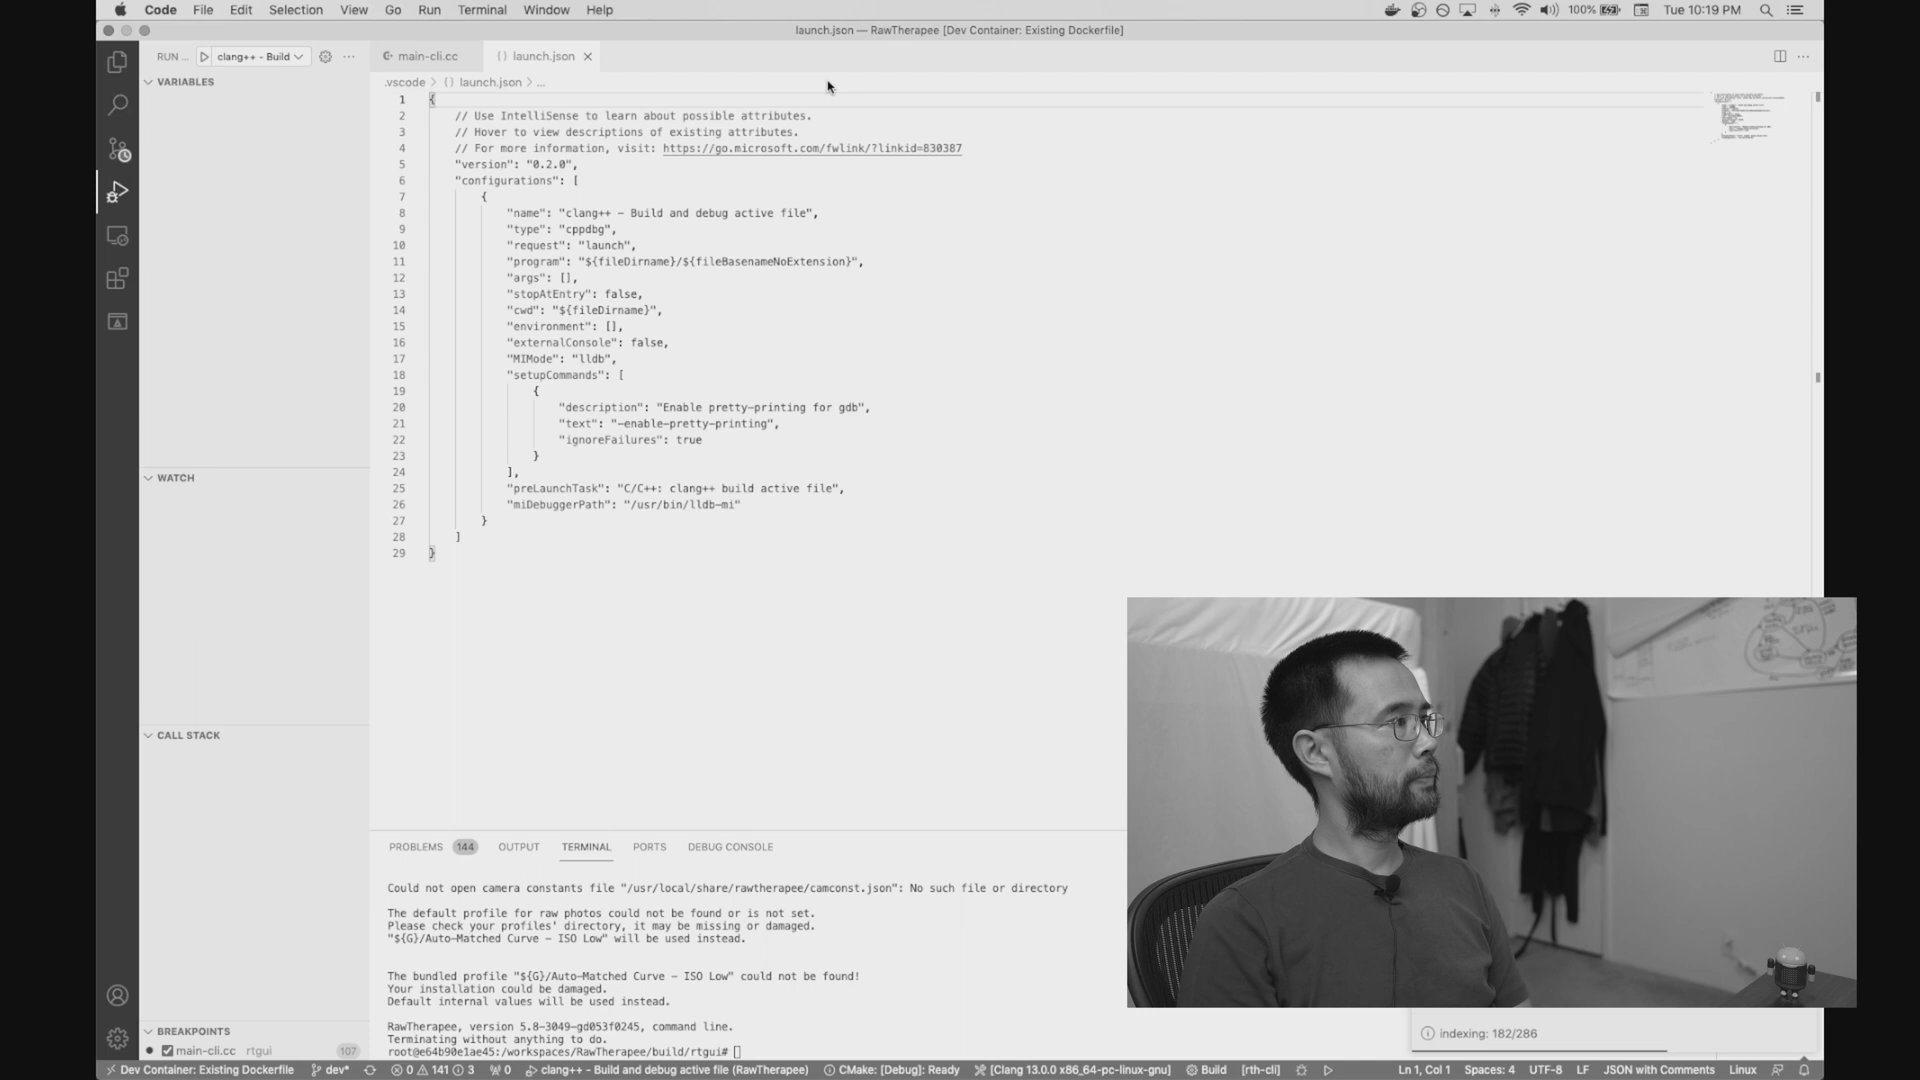 Code File Edit Selection View Go Run Terminal Window Help
100% Tue 10:19 PM
launch.json — RawTherapee [Dev Container: Existing Dockerfile]
RUN ... clang++ - Build
main-cli.cc
launch.json
.vscode > {} launch.json > ...
VARIABLES
WATCH
CALL STACK
BREAKPOINTS
main-cli.cc rtgui 107
1 {
2 // Use IntelliSense to learn about possible attributes.
3 // Hover to view descriptions of existing attributes.
4 // For more information, visit: https://go.microsoft.com/fwlink/?linkid=830387
5 "version": "0.2.0",
6 "configurations": [
7 {
8 "name": "clang++ - Build and debug active file",
9 "type": "cppdbg",
10 "request": "launch",
11 "program": "${fileDirname}/${fileBasenameNoExtension}",
12 "args": [],
13 "stopAtEntry": false,
14 "cwd": "${fileDirname}",
15 "environment": [],
16 "externalConsole": false,
17 "MIMode": "lldb",
18 "setupCommands": [
19 {
20 "description": "Enable pretty-printing for gdb",
21 "text": "-enable-pretty-printing",
22 "ignoreFailures": true
23 }
24 ],
25 "preLaunchTask": "C/C++: clang++ build active file",
26 "miDebuggerPath": "/usr/bin/lldb-mi"
27 }
28 ]
29 }
PROBLEMS 144 OUTPUT TERMINAL PORTS DEBUG CONSOLE
Could not open camera constants file "/usr/local/share/rawtherapee/camconst.json": No such file or directory
The default profile for raw photos could not be found or is not set.
Please check your profiles' directory, it may be missing or damaged.
"${G}/Auto-Matched Curve - ISO Low" will be used instead.
The bundled profile "${G}/Auto-Matched Curve - ISO Low" could not be found!
Your installation could be damaged.
Default internal values will be used instead.
RawTherapee, version 5.8-3049-gd053f0245, command line.
Terminating without anything to do.
root@e64b90e1ae45:/workspaces/RawTherapee/build/rtgui#
indexing: 182/286
Dev Container: Existing Dockerfile dev* 0 141 3 0 clang++ - Build and debug active file (RawTherapee) CMake: [Debug]: Ready [Clang 13.0.0 x86_64-pc-linux-gnu] Build [rth-cli] Ln 1, Col 1 Spaces: 4 UTF-8 LF JSON with Comments Linux